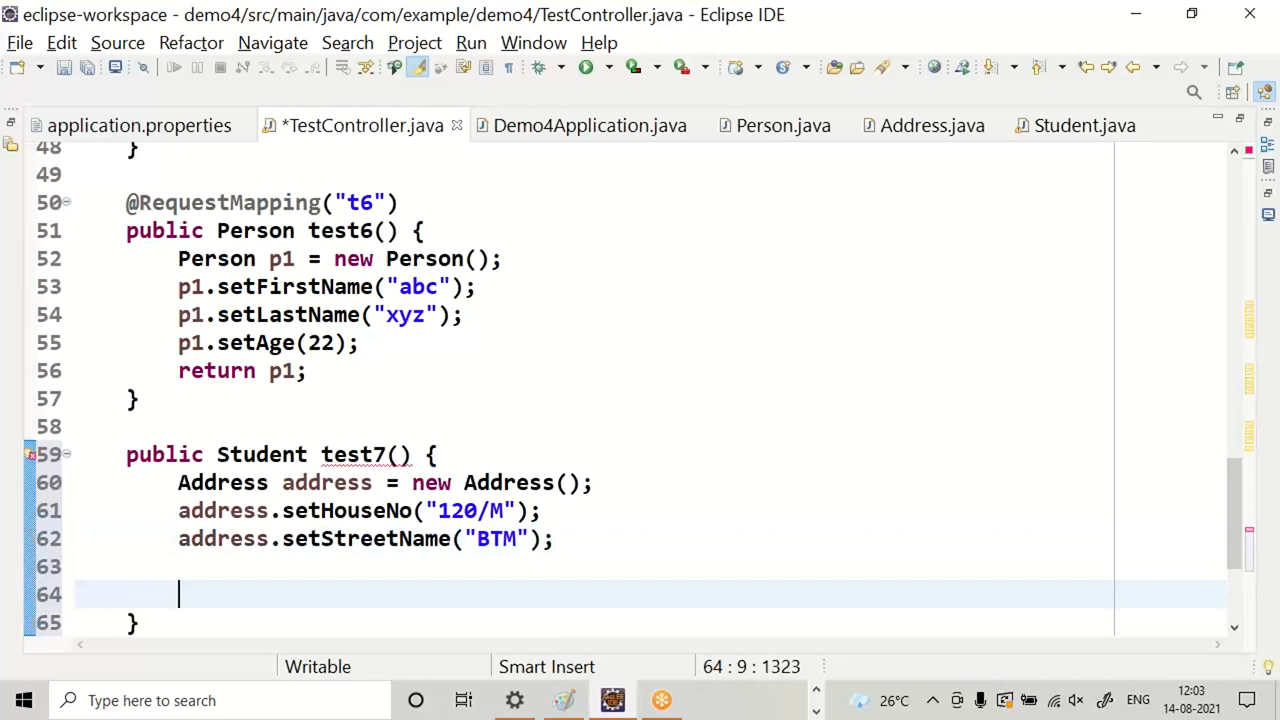 eclipse-workspace - demo4/src/main/java/com/example/demo4/TestController.java - Eclipse IDE
File Edit Source Refactor Navigate Search Project Run Window Help
application.properties *TestController.java Demo4Application.java Person.java Address.java Student.java
48 }
49
50 @RequestMapping("t6")
51 public Person test6() {
52 Person p1 = new Person();
53 p1.setFirstName("abc");
54 p1.setLastName("xyz");
55 p1.setAge(22);
56 return p1;
57 }
58
59 public Student test7() {
60 Address address = new Address();
61 address.setHouseNo("120/M");
62 address.setStreetName("BTM");
63
64
65 }
Writable Smart Insert 64 : 9 : 1323
Type here to search 26°C ENG 12:03
14-08-2021